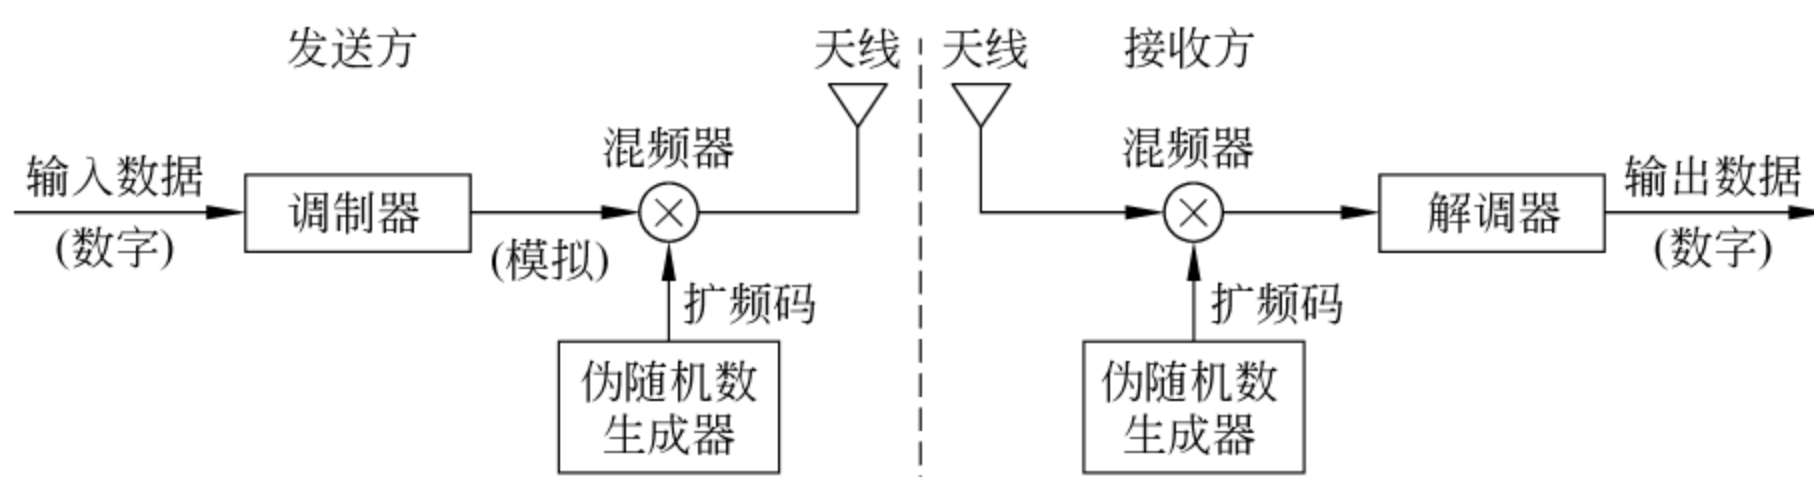 发送方
天线
天线
接收方
混频器
混频器
输入数据
(数字)
调制器
(模拟)
解调器
输出数据
(数字)
扩频码
扩频码
伪随机数
生成器
伪随机数
生成器